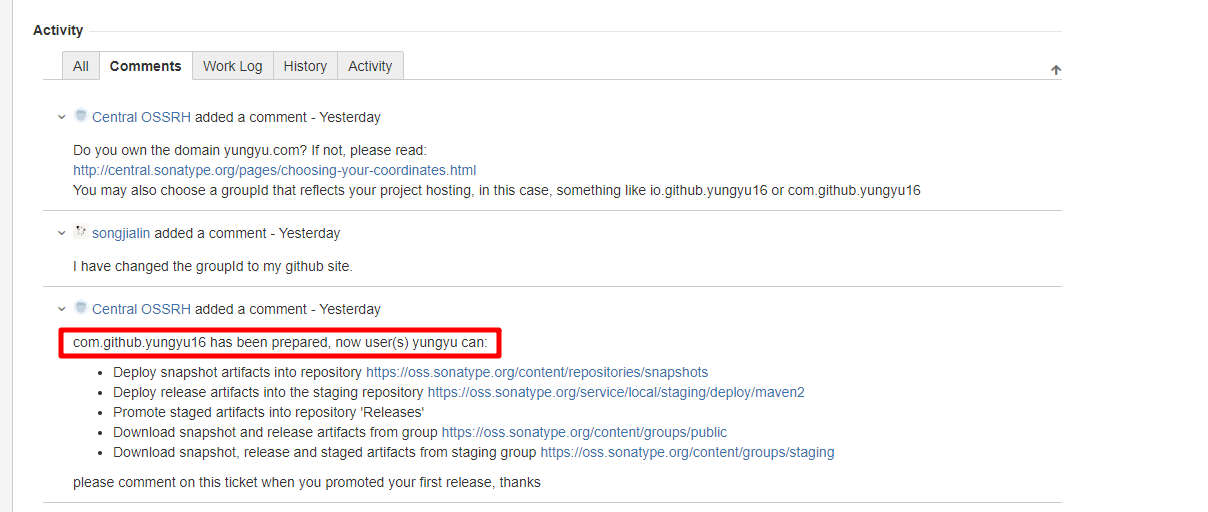 Activity
All Comments Work Log History Activity
Central OSSRH added a comment - Yesterday
Do you own the domain yungyu.com? If not, please read:
http://central.sonatype.org/pages/choosing-your-coordinates.html
You may also choose a groupId that reflects your project hosting, in this case, something like io.github.yungyu16 or com.github.yungyu16
songjialin added a comment - Yesterday
I have changed the groupId to my github site.
Central OSSRH added a comment - Yesterday
com.github.yungyu16 has been prepared, now user(s) yungyu can:
• Deploy snapshot artifacts into repository https://oss.sonatype.org/content/repositories/snapshots
• Deploy release artifacts into the staging repository https://oss.sonatype.org/service/local/staging/deploy/maven2
• Promote staged artifacts into repository 'Releases'
• Download snapshot and release artifacts from group https://oss.sonatype.org/content/groups/public
• Download snapshot, release and staged artifacts from staging group https://oss.sonatype.org/content/groups/staging
please comment on this ticket when you promoted your first release, thanks